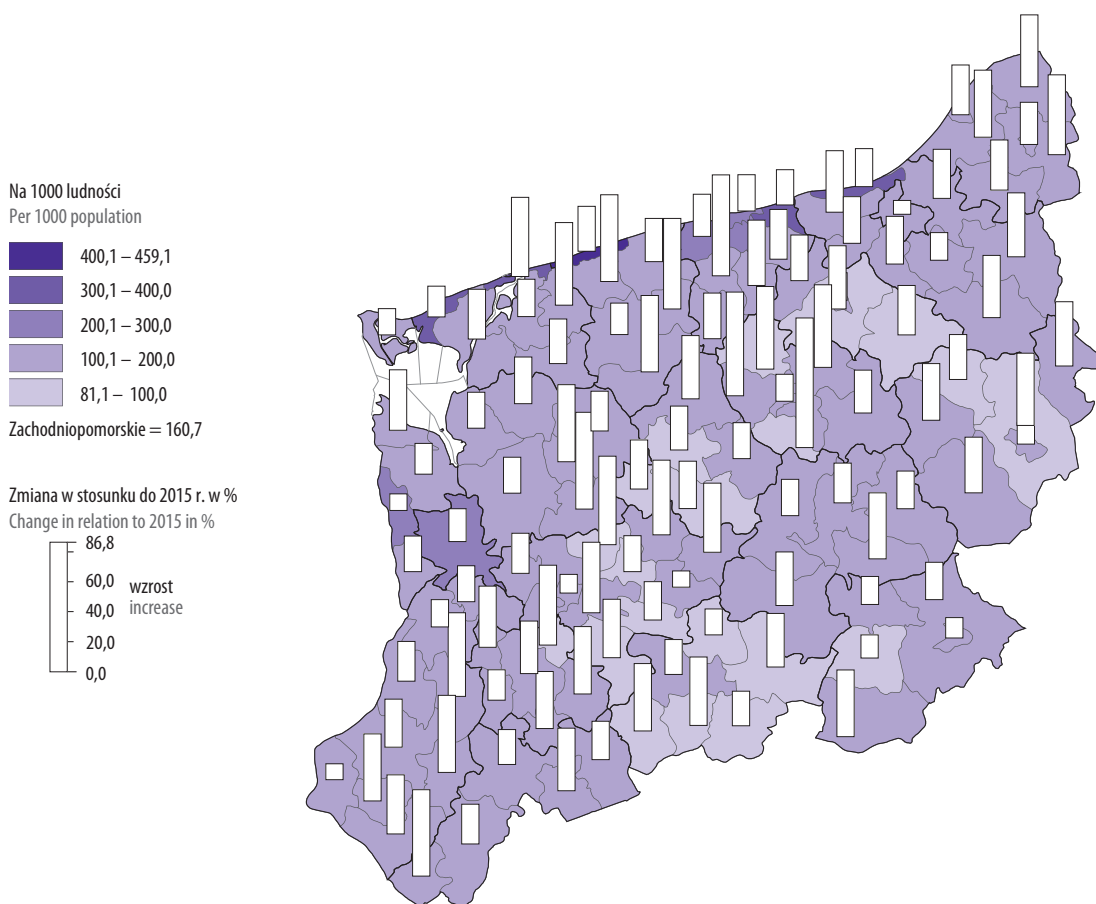 Na 1000 ludności
Per 1000 population
400,1 – 459,1
300,1 – 400,0
200,1 – 300,0
100,1 – 200,0
81,1 – 100,0
Zachodniopomorskie = 160,7
Zmiana w stosunku do 2015 r. w %
Change in relation to 2015 in %
86,8
60,0
wzrost
increase
40,0
20,0
0,0